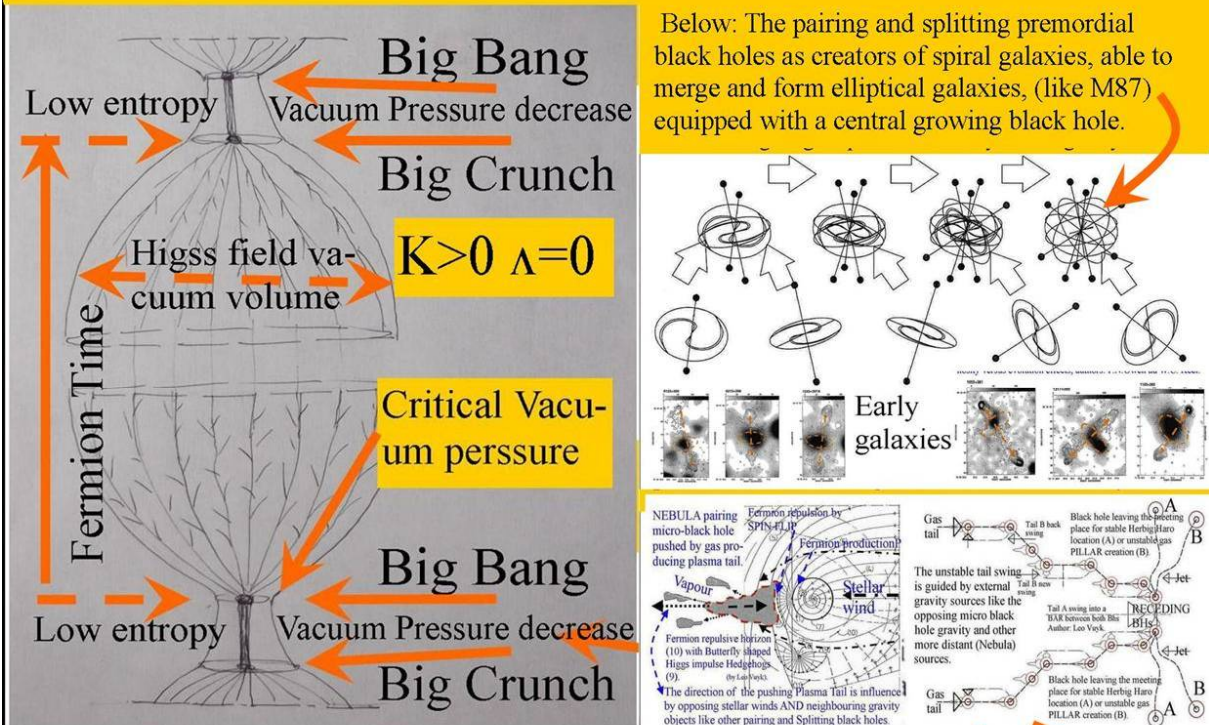 Big Bang
Low entropy
Vacuum Pressure decrease
Big Crunch
Higss field va-
cuum volume
K>0 Λ=0
Fermion Time
Critical Vacu-
um perssure
Big Bang
Low entropy
Vacuum Pressure decrease
Big Crunch
Below: The pairing and splitting premordial
black holes as creators of spiral galaxies, able to
merge and form elliptical galaxies, (like M87)
equipped with a central growing black hole.
Early
galaxies
NEBULA pairing
micro-black hole
pushed by gas pro-
ducing plasma tail.
Fermion repulsion by
SPIN FLIP
Fermion production
Vapour
Stellar
wind
Fermion repulsive horizon
(10) with Butterfly shaped
Higgs impulse Hedgehogs
(9).
(by Leo Vuyk.)
The direction of the pushing Plasma Tail is influence
by opposing stellar winds AND neighbouring gravity
objects like other pairing and Splitting black holes.
Gas
tail
Tail B back
swing
Black hole leaving the meeting
place for stable Herbig Haro
location (A) or unstable gas
PILLAR creation (B).
A
B
The unstable tail swing
is guided by external
gravity sources like the
opposing micro black
hole gravity and other
more distant (Nebula)
sources.
Tail B new
swing
Jet
Tail A swing into a
BAR between both Bhs
Author: Leo Vuyk.
RECEDING
BHs
Jet
Gas
tail
Black hole leaving the meeting
place for stable Herbig Haro
location (A) or unstable gas
PILLAR creation (B).
B
A